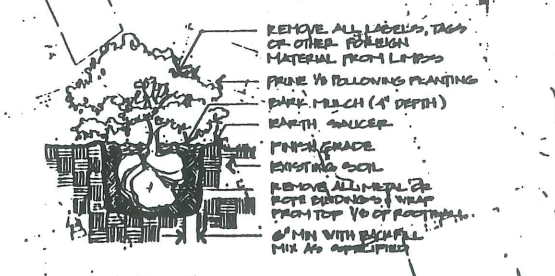 REMOVE ALL LABELS, TAGS
OR OTHER FOREIGN
MATERIAL FROM LIMBS
PRUNE 1/3 FOLLOWING PLANTING
BARK MULCH (4" DEPTH)
EARTH SAUCER
FINISH GRADE
EXISTING SOIL
REMOVE ALL METAL OR
ROPE BINDINGS & WRAP
FROM TOP 1/3 OF ROOTBALL.
6" MIN WITH BACKFILL
MIX AS SPECIFIED